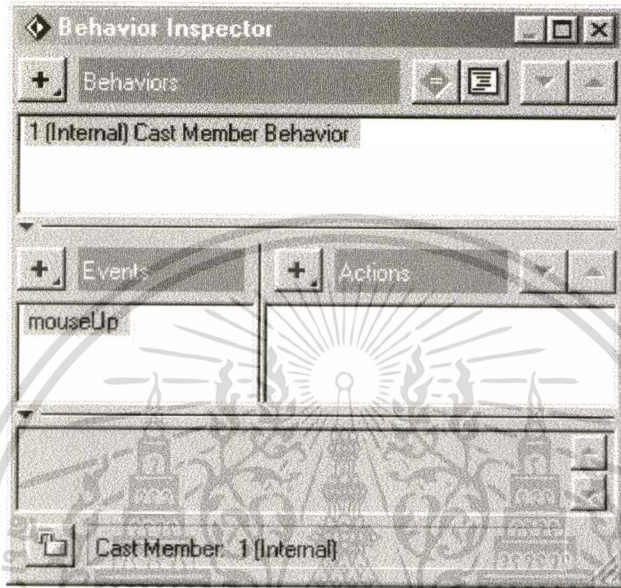 Behavior Inspector
Behaviors
1 (Internal) Cast Member Behavior
Events
Actions
mouseUp
Cast Member: 1 (Internal)